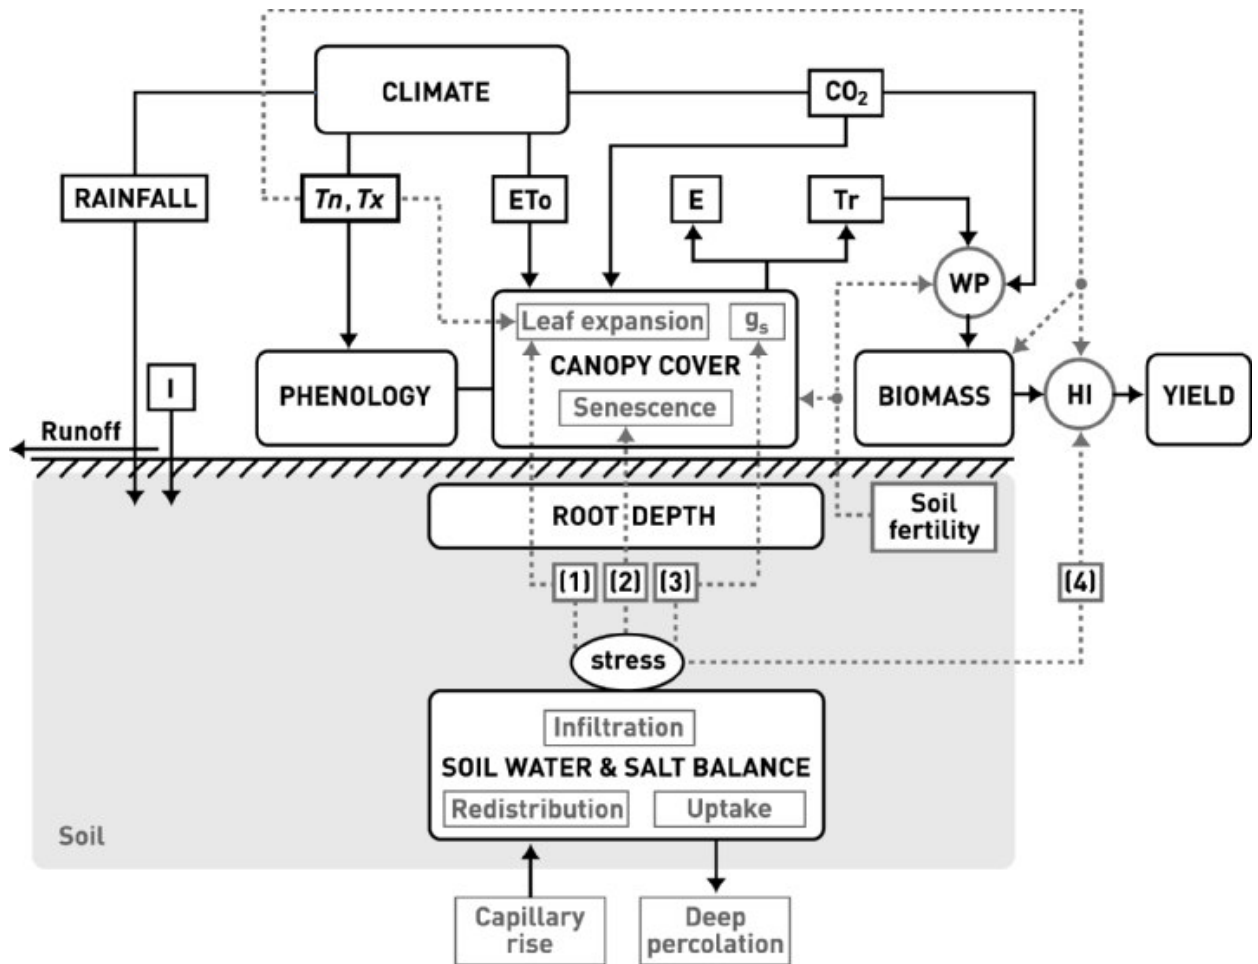 CLIMATE
CO₂
RAINFALL
Tn, Tx
ETo
E
Tr
WP
Leaf expansion
gₛ
CANOPY COVER
Senescence
PHENOLOGY
I
BIOMASS
HI
YIELD
Runoff
ROOT DEPTH
Soil
fertility
(1)
(2)
(3)
(4)
stress
Infiltration
SOIL WATER & SALT BALANCE
Redistribution
Uptake
Soil
Capillary
rise
Deep
percolation